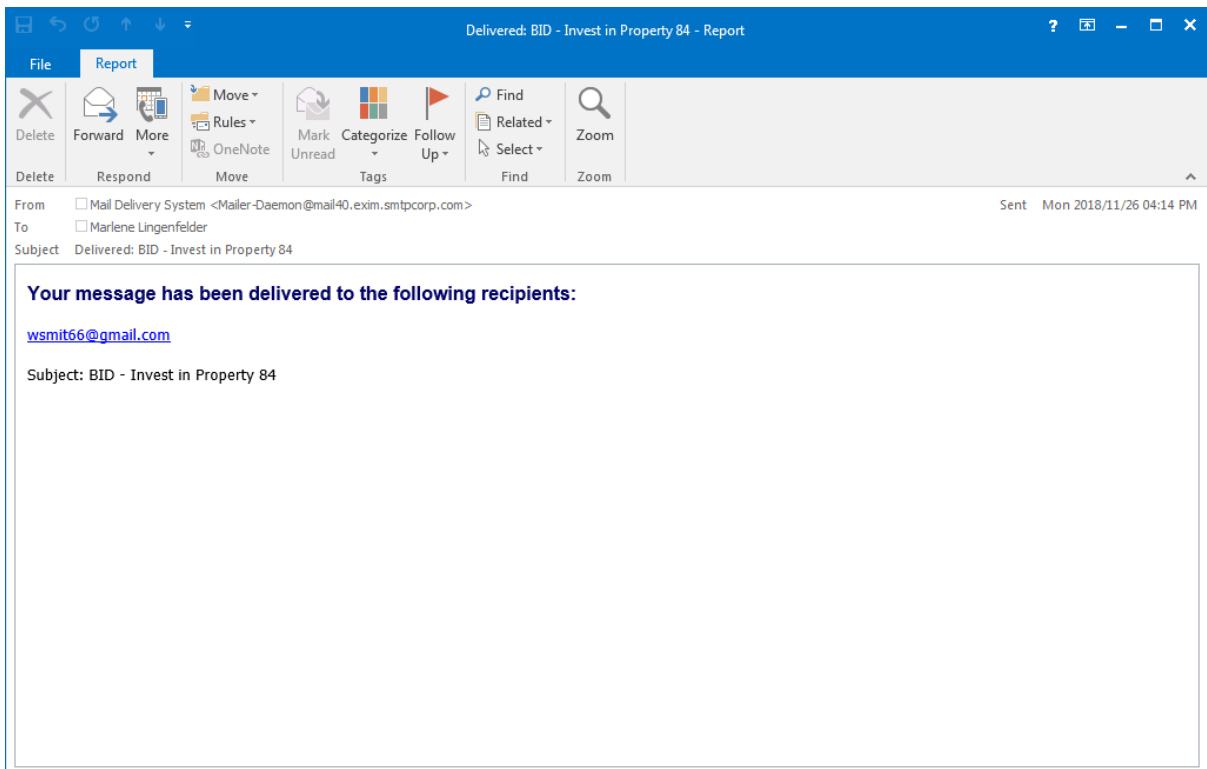 Delivered: BID - Invest in Property 84 - Report
?
File Report
Delete
Forward
More
Move
Rules
OneNote
Mark Unread
Categorize
Follow Up
Find
Related
Select
Zoom
Delete Respond Move Tags Find Zoom
From Mail Delivery System <Mailer-Daemon@mail40.exim.smtpcorp.com> Sent Mon 2018/11/26 04:14 PM
To Marlene Lingenfelder
Subject Delivered: BID - Invest in Property 84
Your message has been delivered to the following recipients:
wsmit66@gmail.com
Subject: BID - Invest in Property 84